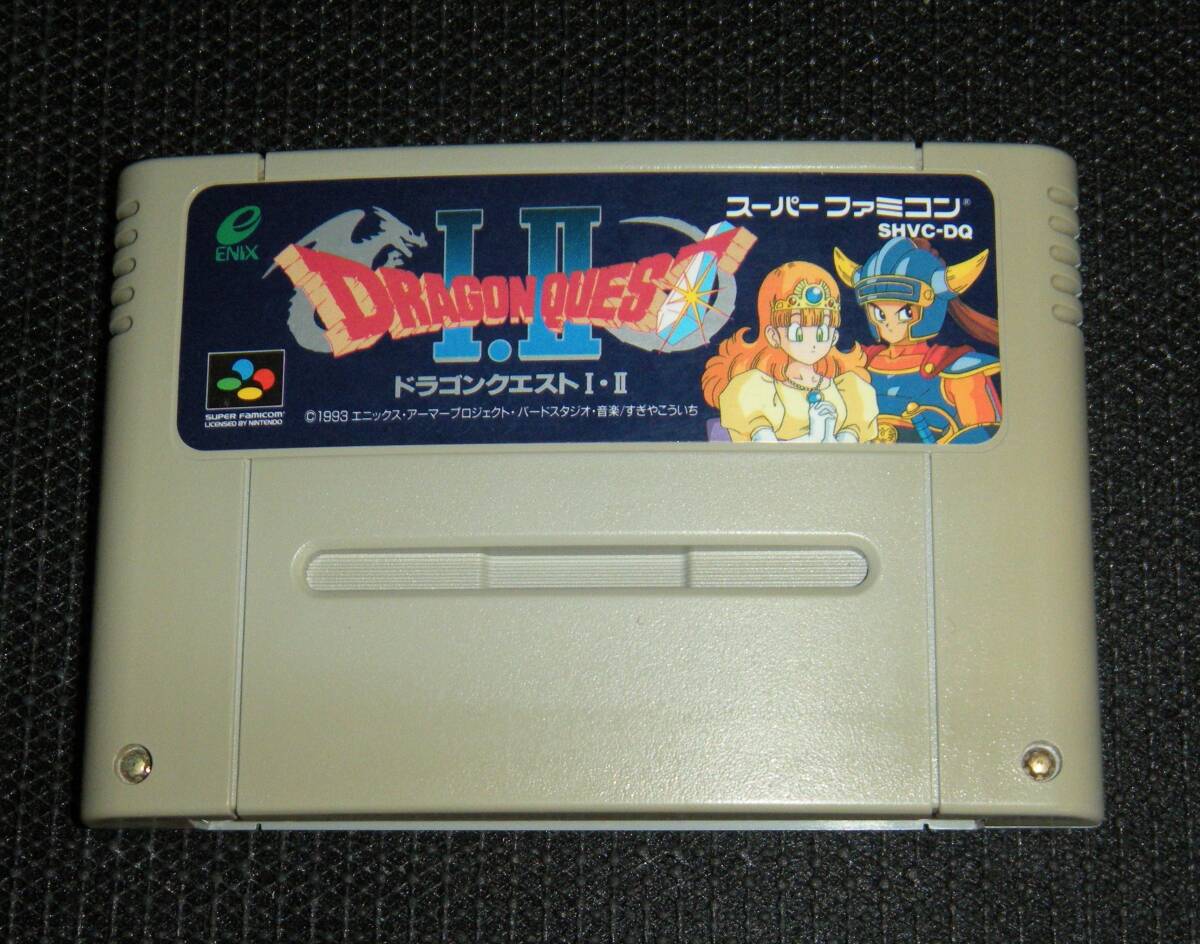 ENIX
I.II
DRAGON QUEST
スーパーファミコン®
SHVC-DQ
ドラゴンクエストI・II
©1993 エニックス・アーマープロジェクト・バードスタジオ・音楽/すぎやこういち
SUPER FAMICOM
LICENSED BY NINTENDO